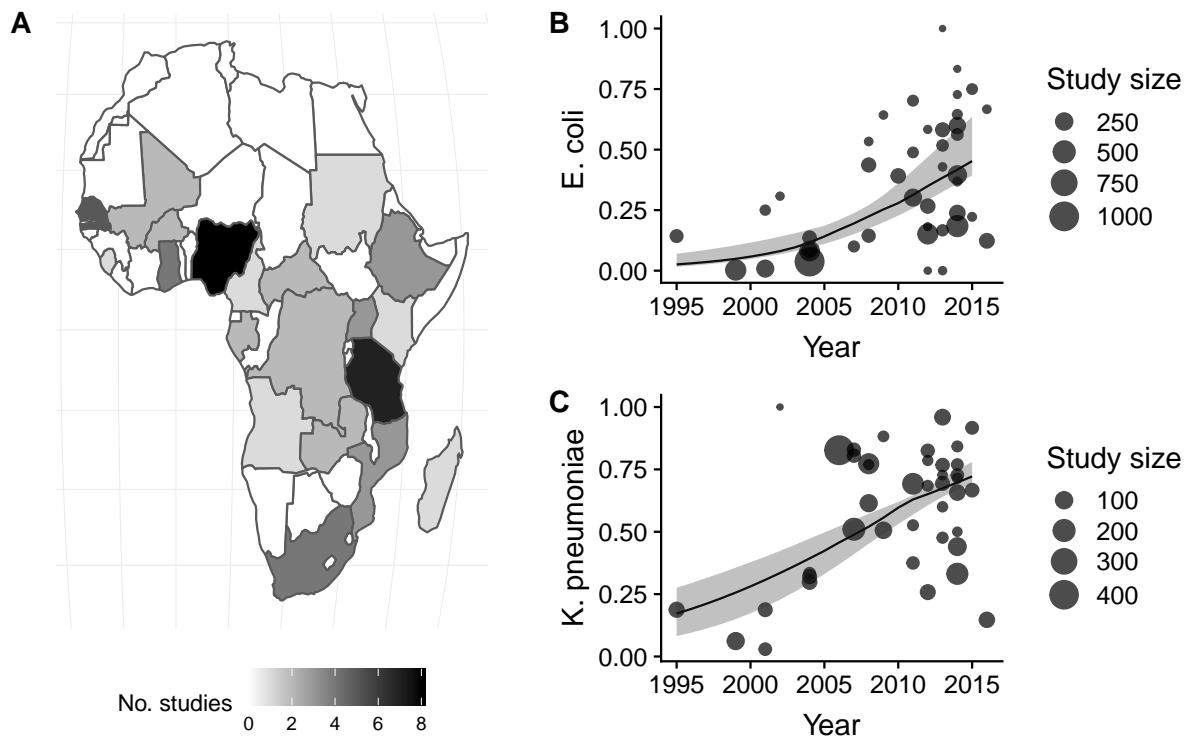 A
No. studies
0 2 4 6 8
B
1.00
0.75
0.50
0.25
0.00
E. coli
1995 2000 2005 2010 2015
Year
Study size
250
500
750
1000
C
1.00
0.75
0.50
0.25
0.00
K. pneumoniae
1995 2000 2005 2010 2015
Year
Study size
100
200
300
400